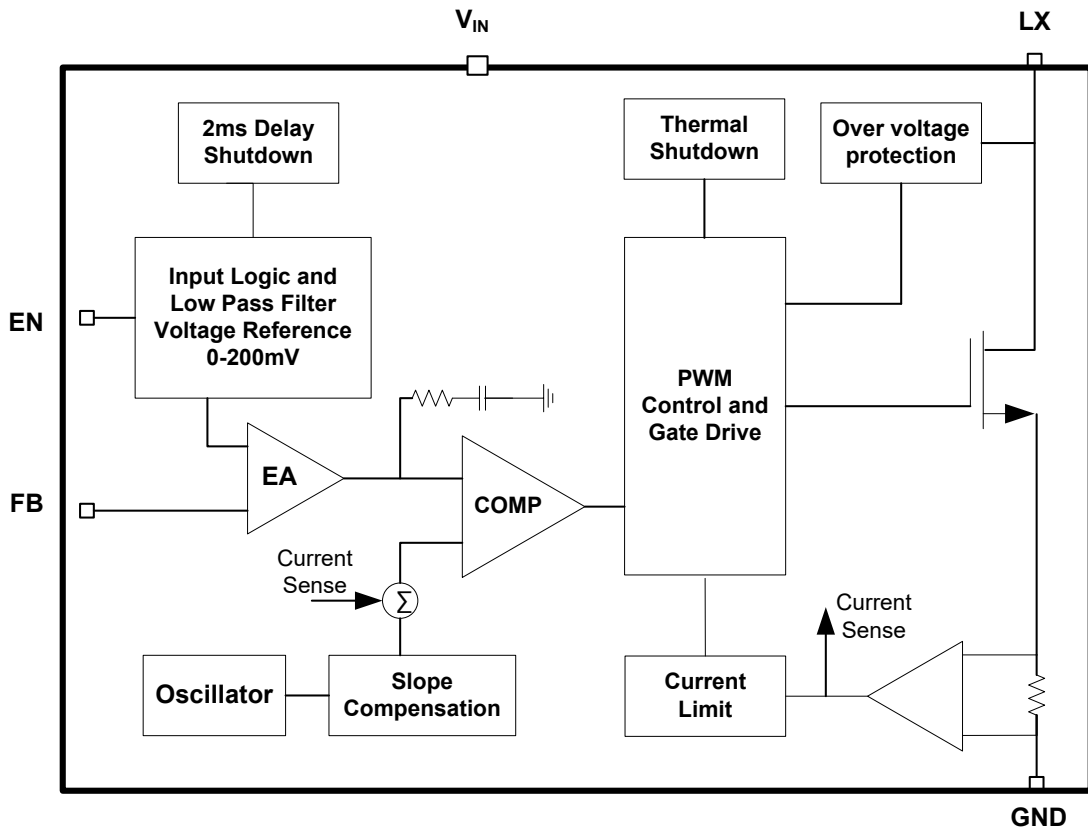 VIN
LX
2ms Delay
Shutdown
Thermal
Shutdown
Over voltage
protection
Input Logic and
Low Pass Filter
Voltage Reference
0-200mV
EN
PWM
Control and
Gate Drive
EA
FB
COMP
Current
Sense
Σ
Current
Sense
Oscillator
Slope
Compensation
Current
Limit
GND